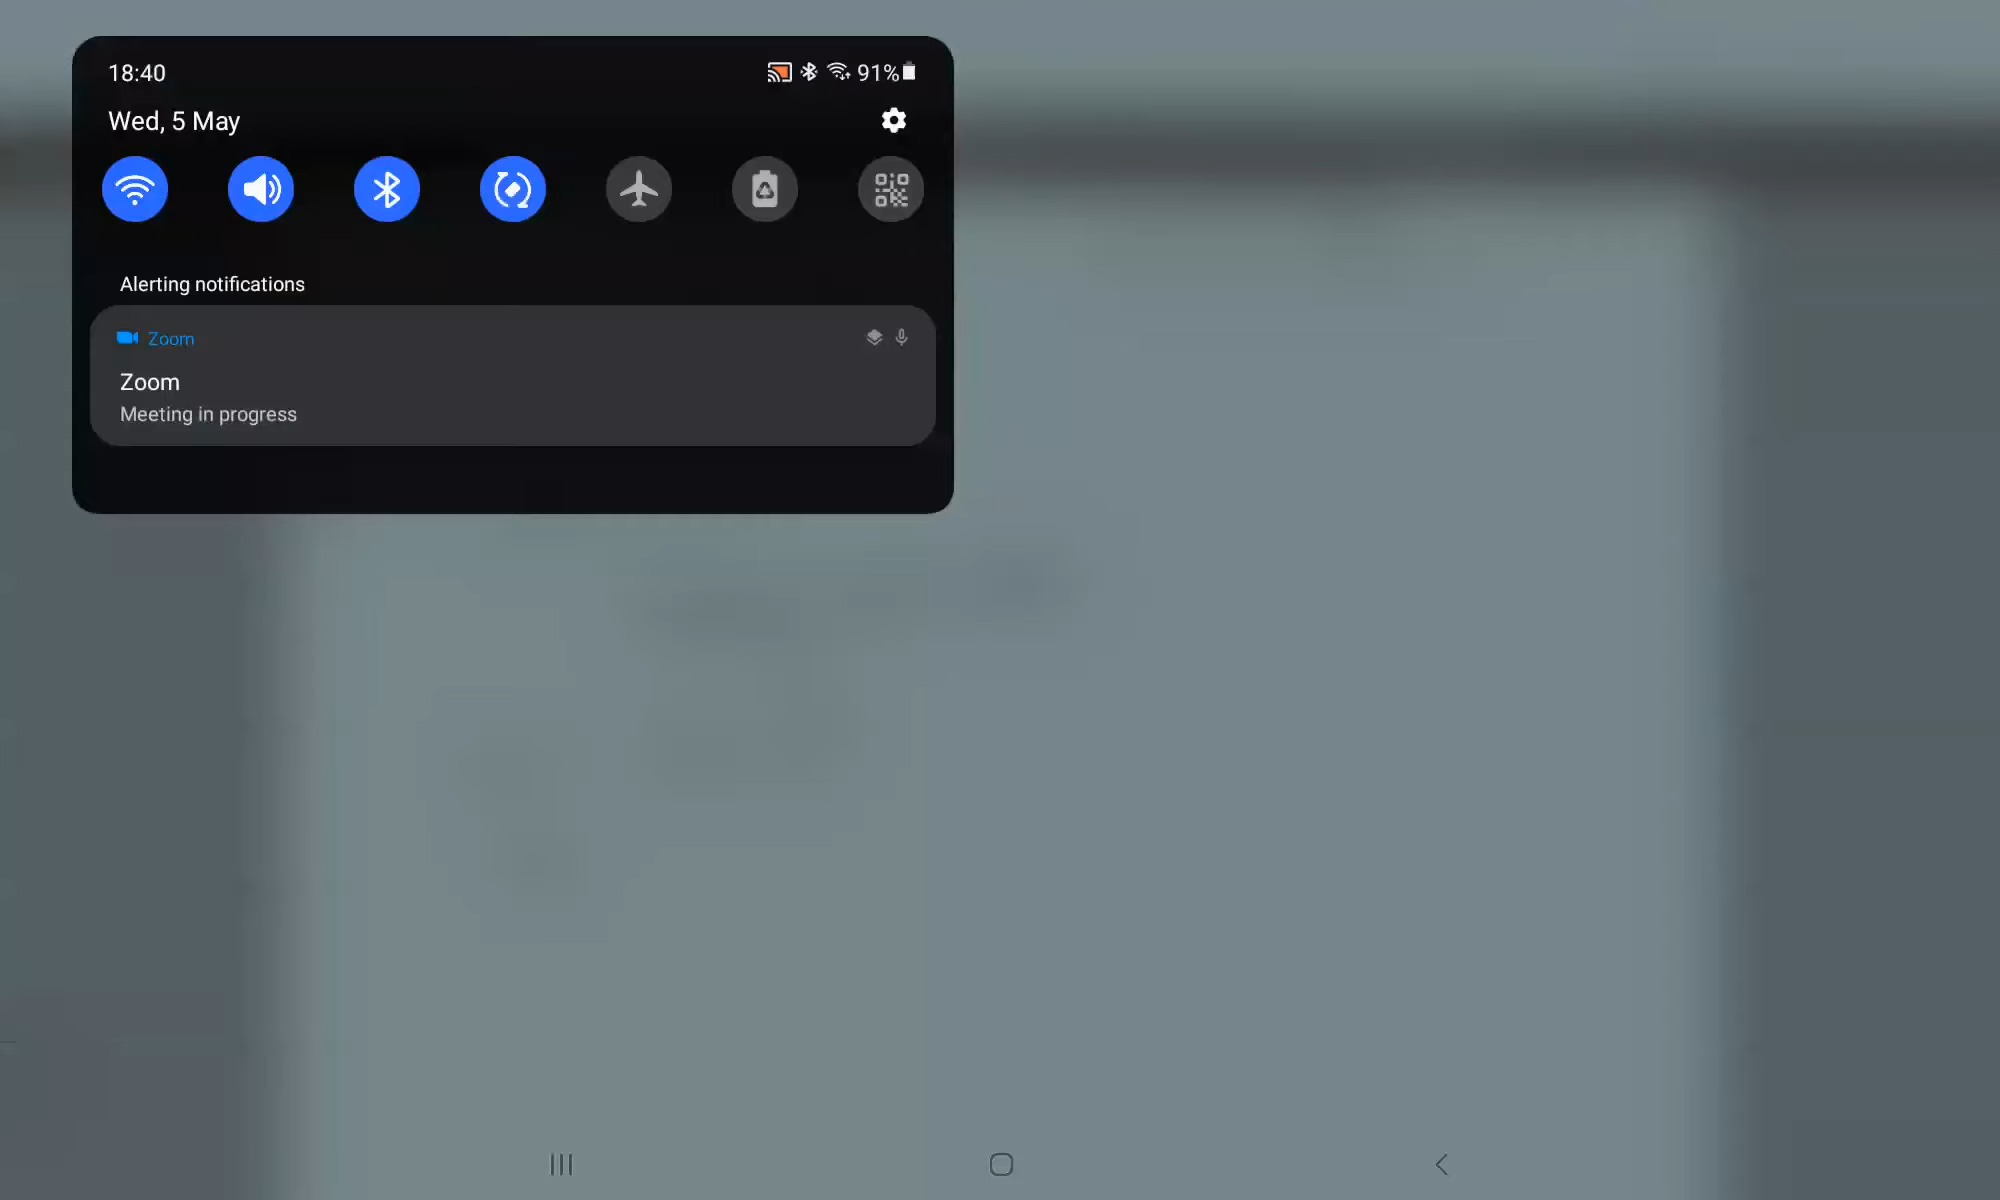 18:40
91%
Wed, 5 May
Alerting notifications
Zoom
Zoom
Meeting in progress